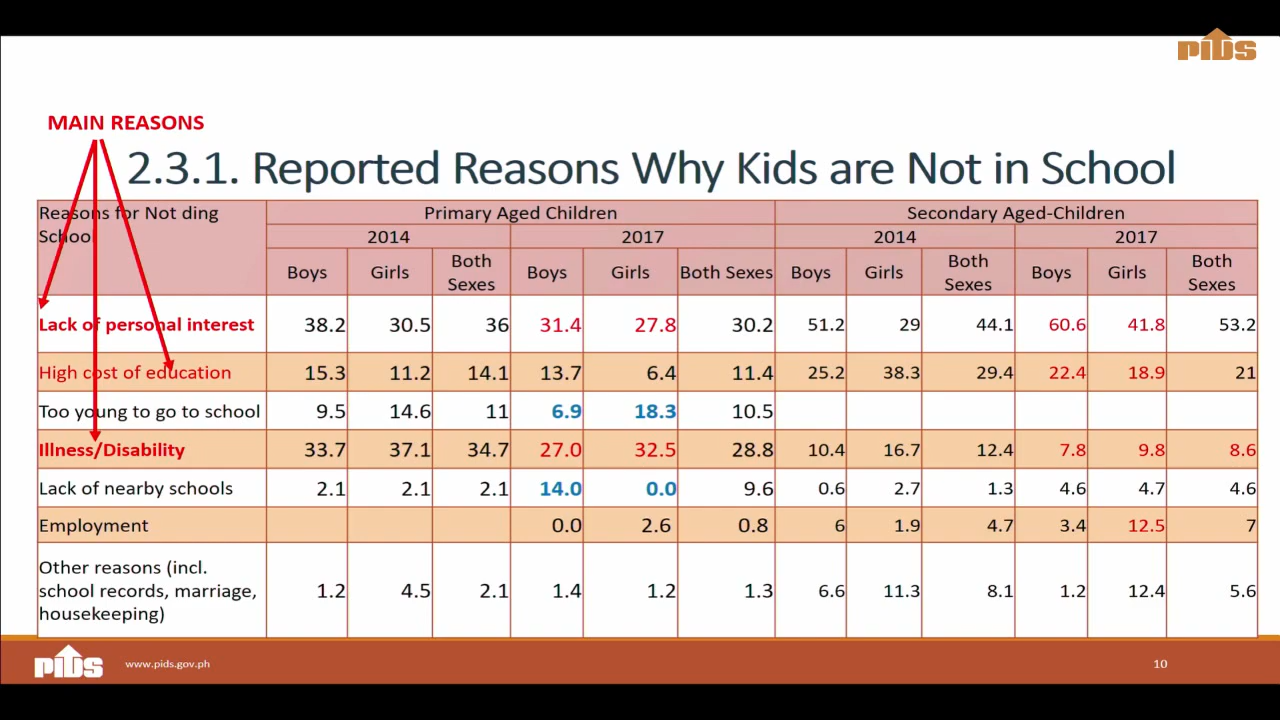 PIDS
MAIN REASONS
2.3.1. Reported Reasons Why Kids are Not in School
Reasons for Not ding School Primary Aged Children Secondary Aged-Children
2014 2017 2014 2017
Boys Girls Both Sexes Boys Girls Both Sexes Boys Girls Both Sexes Boys Girls Both Sexes
Lack of personal interest 38.2 30.5 36 31.4 27.8 30.2 51.2 29 44.1 60.6 41.8 53.2
High cost of education 15.3 11.2 14.1 13.7 6.4 11.4 25.2 38.3 29.4 22.4 18.9 21
Too young to go to school 9.5 14.6 11 6.9 18.3 10.5
Illness/Disability 33.7 37.1 34.7 27.0 32.5 28.8 10.4 16.7 12.4 7.8 9.8 8.6
Lack of nearby schools 2.1 2.1 2.1 14.0 0.0 9.6 0.6 2.7 1.3 4.6 4.7 4.6
Employment 0.0 2.6 0.8 6 1.9 4.7 3.4 12.5 7
Other reasons (incl.
school records, marriage,
housekeeping) 1.2 4.5 2.1 1.4 1.2 1.3 6.6 11.3 8.1 1.2 12.4 5.6
PIDS www.pids.gov.ph 10